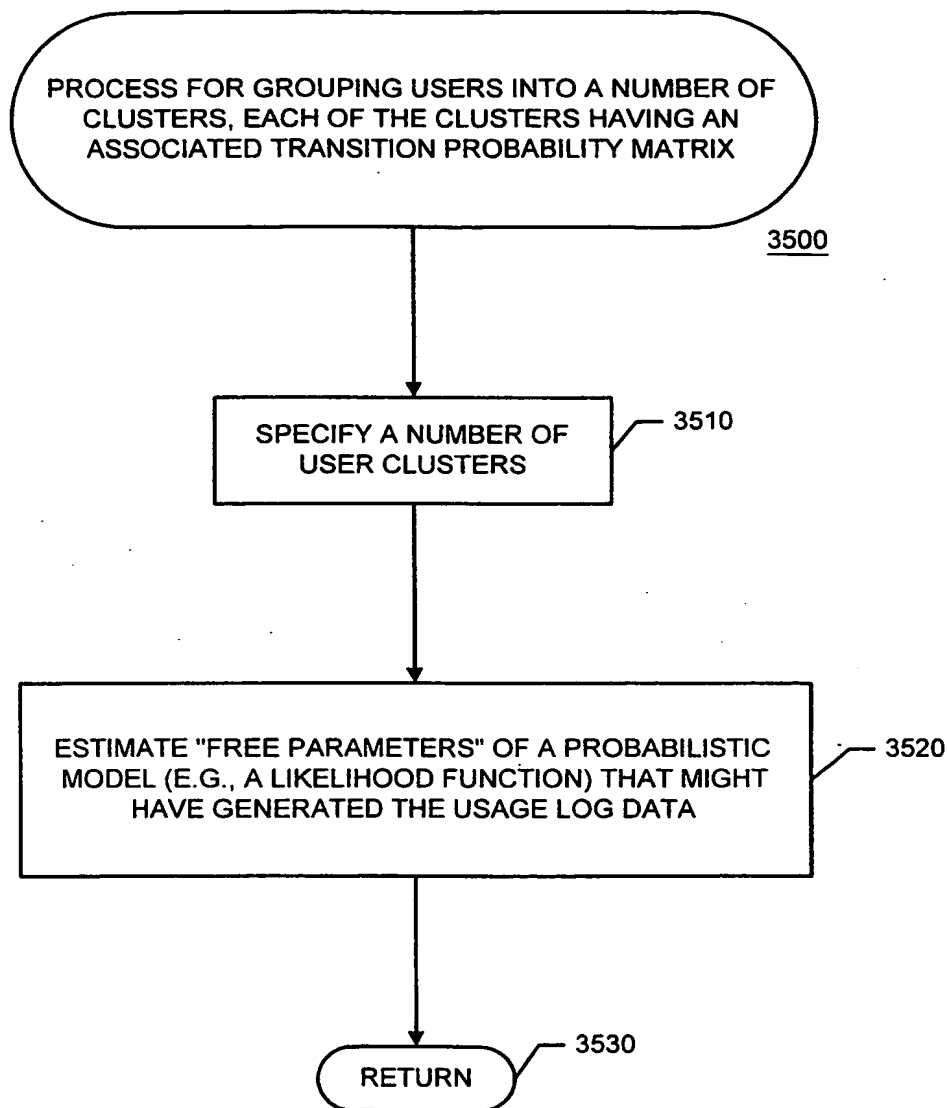 PROCESS FOR GROUPING USERS INTO A NUMBER OF
CLUSTERS, EACH OF THE CLUSTERS HAVING AN
ASSOCIATED TRANSITION PROBABILITY MATRIX
3500
SPECIFY A NUMBER OF
USER CLUSTERS
3510
ESTIMATE "FREE PARAMETERS" OF A PROBABILISTIC
MODEL (E.G., A LIKELIHOOD FUNCTION) THAT MIGHT
HAVE GENERATED THE USAGE LOG DATA
3520
RETURN
3530